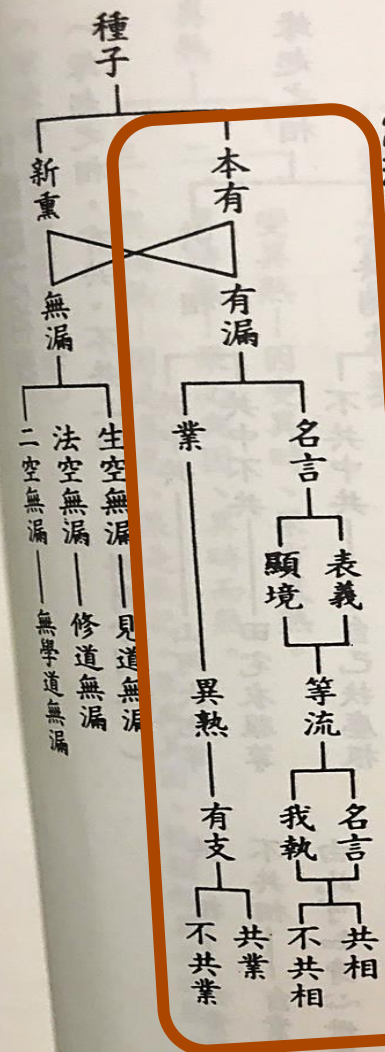 種子
本有
新熏
有漏
無漏
名言
業
表義
顯境
等流
名言
我執
共相
不共相
異熟
有支
共業
不共業
生空無漏
見道無漏
法空無漏
修道無漏
二空無漏
無學道無漏